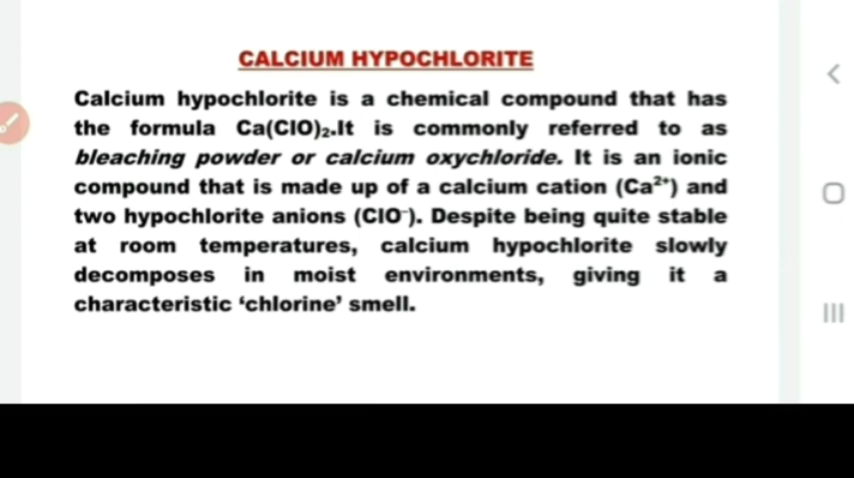 CALCIUM HYPOCHLORITE
Calcium hypochlorite is a chemical compound that has
the formula Ca(ClO)₂.It is commonly referred to as
bleaching powder or calcium oxychloride. It is an ionic
compound that is made up of a calcium cation (Ca²⁺) and
two hypochlorite anions (ClO⁻). Despite being quite stable
at room temperatures, calcium hypochlorite slowly
decomposes in moist environments, giving it a
characteristic ‘chlorine’ smell.